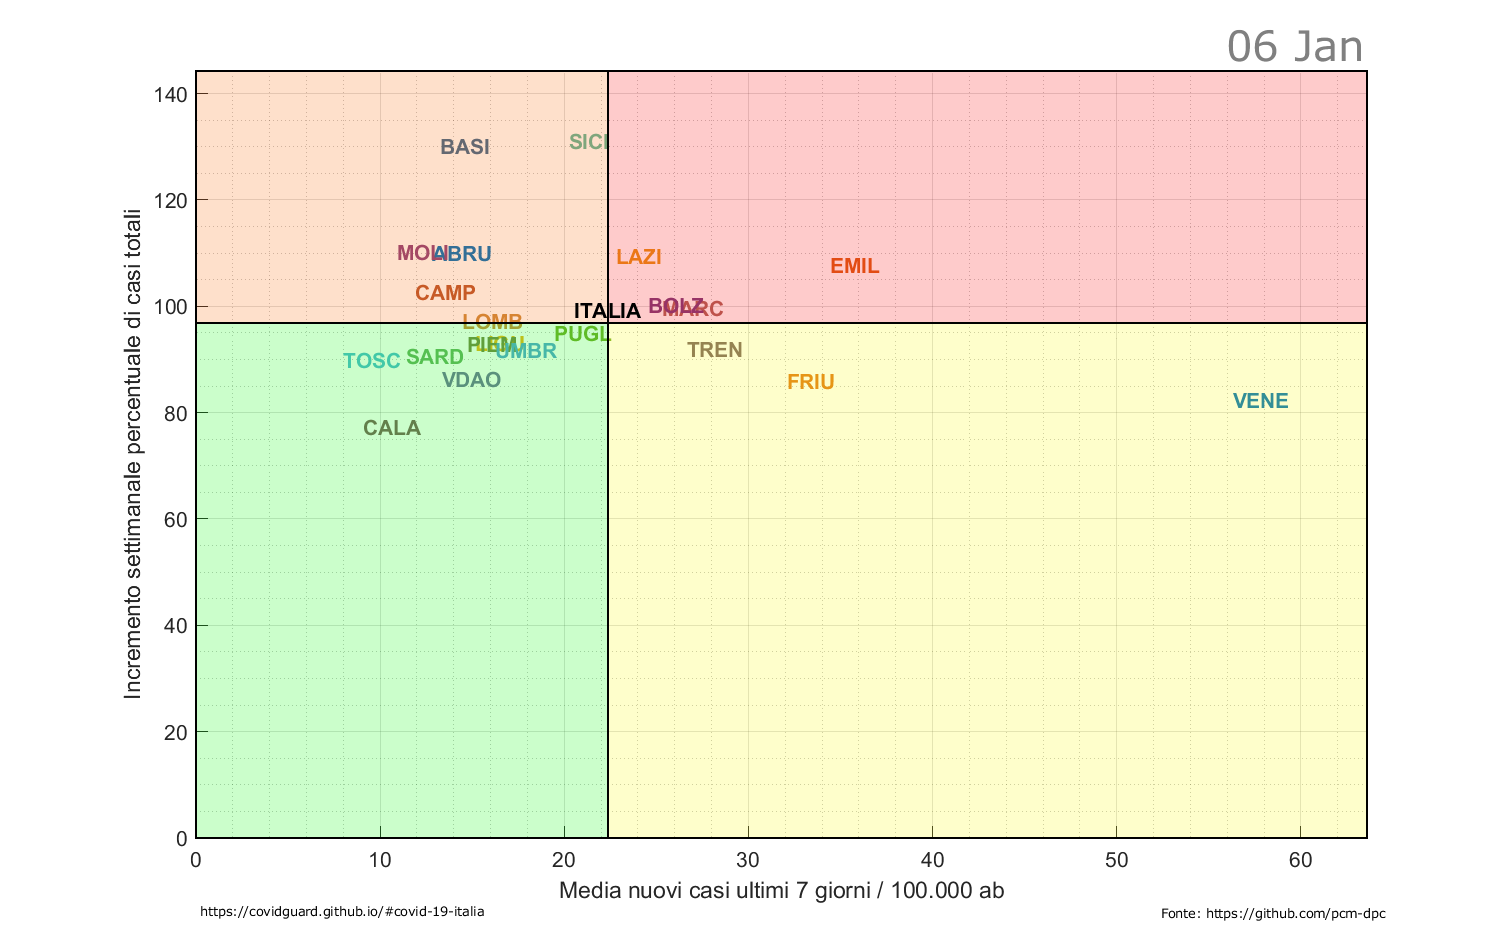 06 Jan
140
120
100
80
60
40
20
0
Incremento settimanale percentuale di casi totali
SICI
BASI
MOLI
ABRU
LAZI
EMIL
CAMP
BOLZ
MARC
ITALIA
LOMB
PUGL
PIEM
LIGU
UMBR
TREN
SARD
TOSC
VDAO
FRIU
VENE
CALA
0 10 20 30 40 50 60
Media nuovi casi ultimi 7 giorni / 100.000 ab
https://covidguard.github.io/#covid-19-italia
Fonte: https://github.com/pcm-dpc